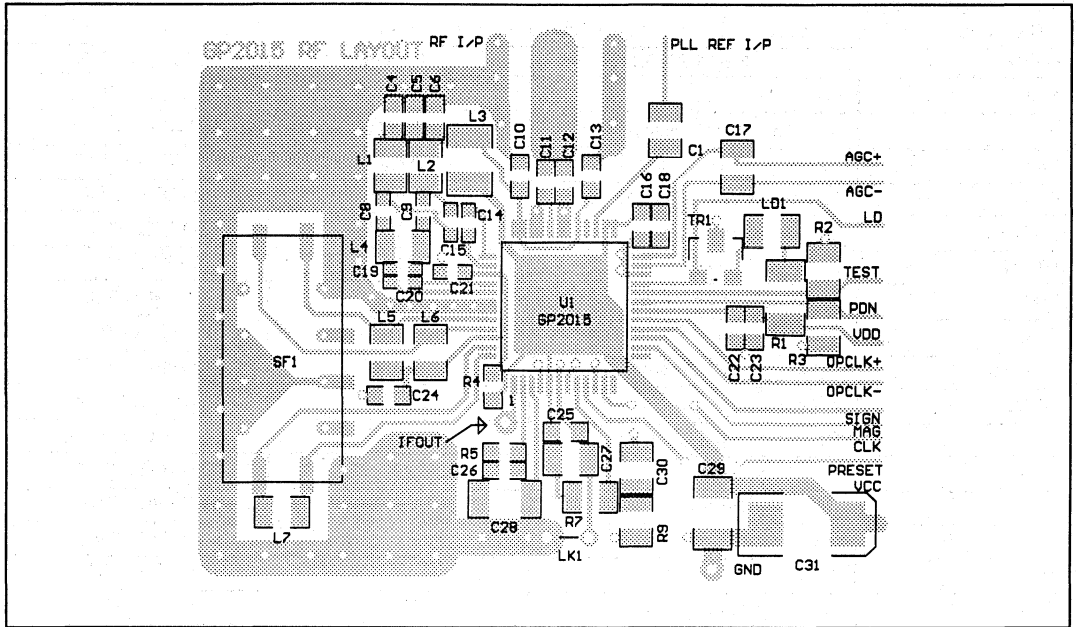 GP2015 RF LAYOUT
RF I/P
PLL REF I/P
C4
C5
C6
L3
C10
C11
C12
C13
C1
C17
AGC+
AGC-
LD
L1
L2
C16
C18
TR1
LD1
R2
C8
C9
C14
C15
L4
C19
C20
C21
TEST
PDN
VDD
U1
GP2015
L5
L6
SF1
C22
C23
R1
R3
OPCLK+
OPCLK-
R4
C24
1
IFOUT
SIGN
MAG
CLK
C25
R5
C26
C27
C30
C29
PRESET
VCC
C28
R7
R9
L7
LK1
GND
C31